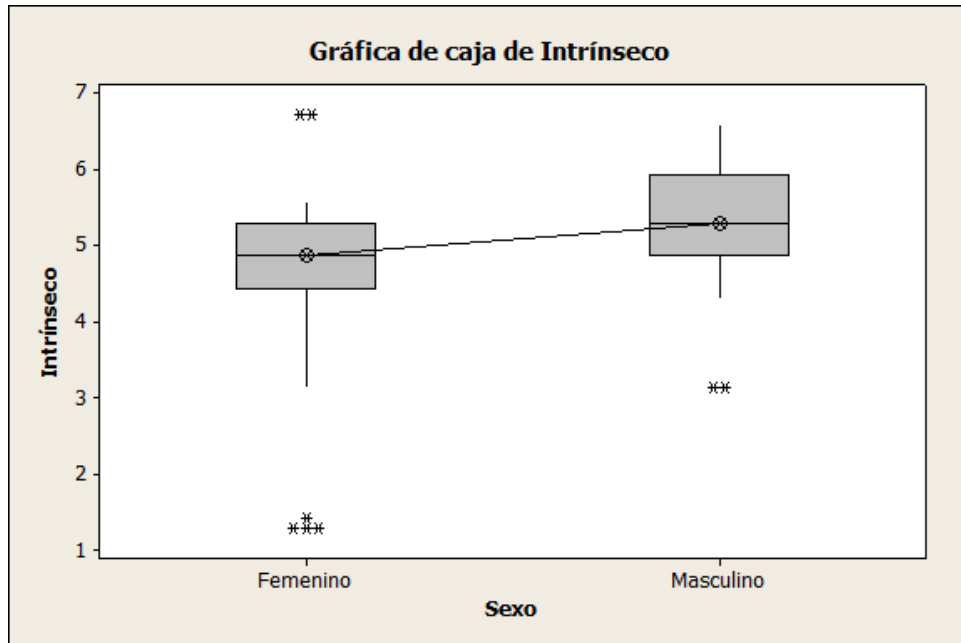 Gráfica de caja de Intrínseco
7
6
5
4
3
2
1
Intrínseco
Femenino
Masculino
Sexo